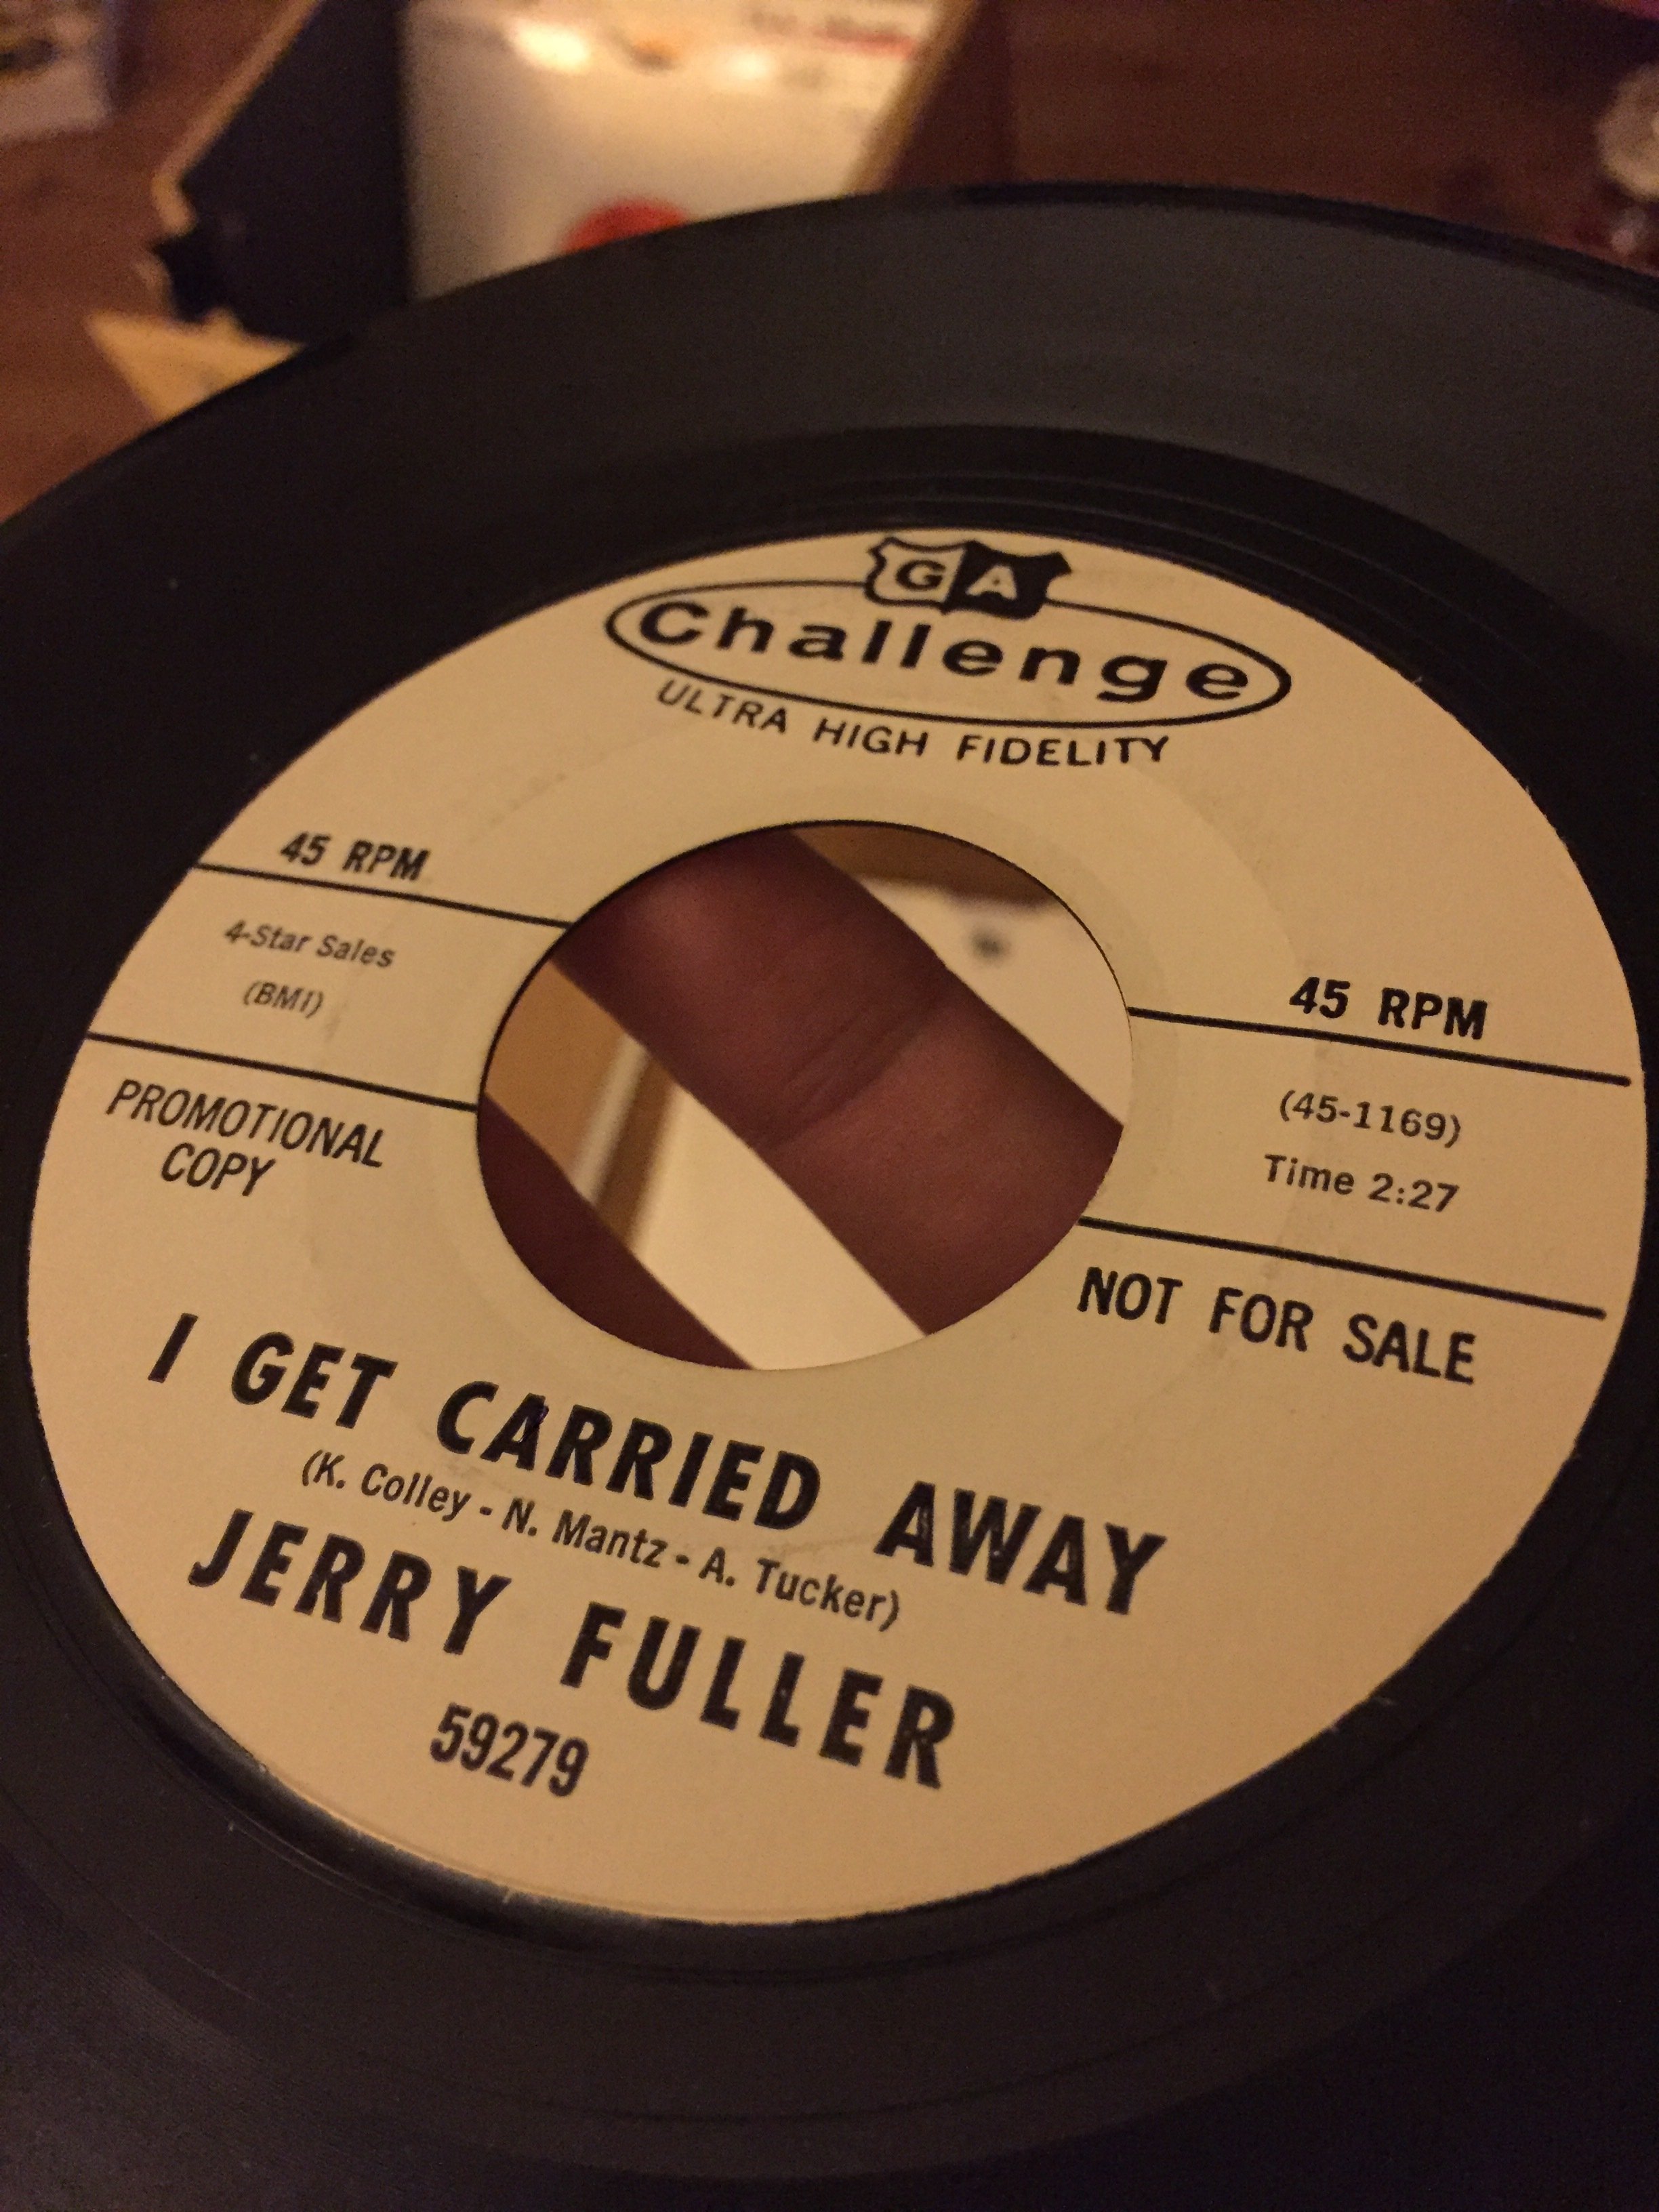 GA
Challenge
ULTRA HIGH FIDELITY
45 RPM
4-Star Sales
(BMI)
PROMOTIONAL
COPY
45 RPM
(45-1169)
Time 2:27
NOT FOR SALE
I GET CARRIED AWAY
(K. Colley - N. Mantz - A. Tucker)
JERRY FULLER
59279